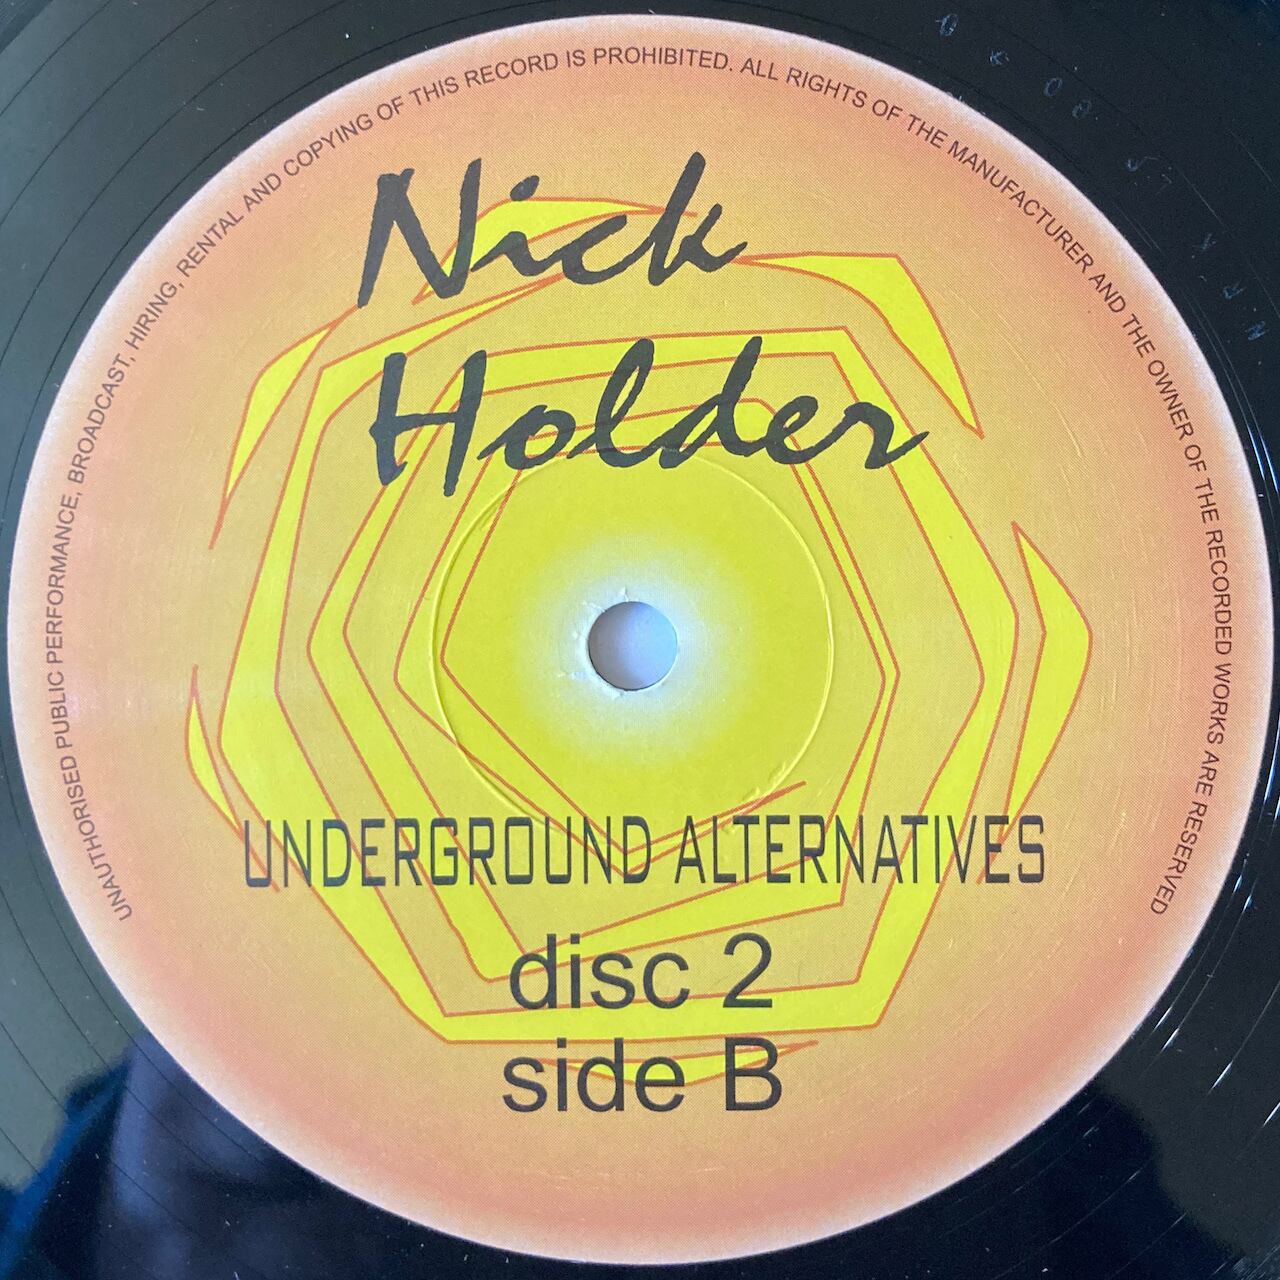 UNAUTHORISED PUBLIC PERFORMANCE, BROADCAST, HIRING, RENTAL AND COPYING OF THIS RECORD IS PROHIBITED. ALL RIGHTS OF THE MANUFACTURER AND THE OWNER OF THE RECORDED WORKS ARE RESERVED
Nick
Holder
UNDERGROUND ALTERNATIVES
disc 2
side B